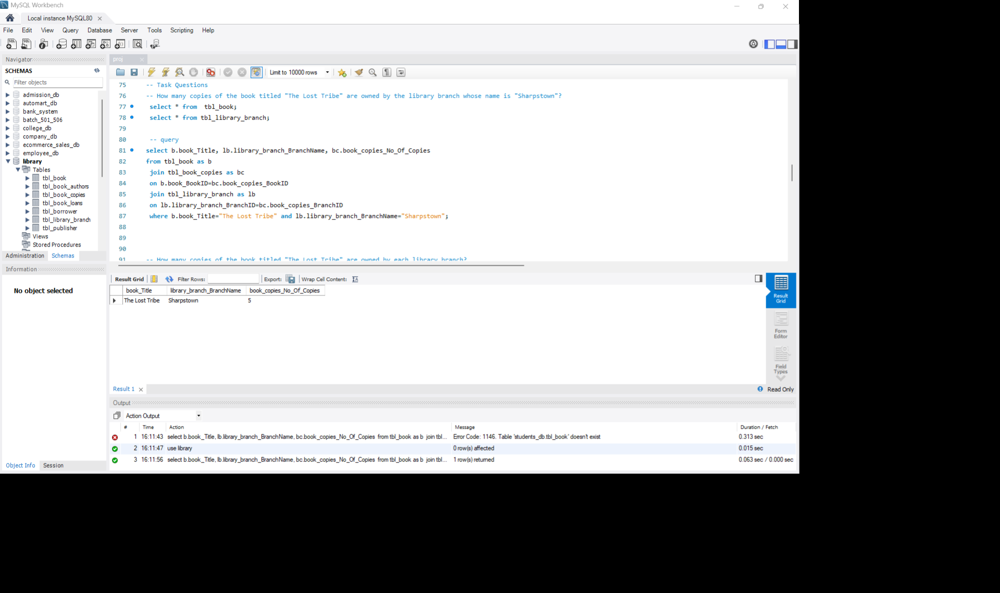 MySQL Workbench
Local instance MySQL80
File Edit View Query Database Server Tools Scripting Help
Navigator
SCHEMAS
Filter objects
admission_db
automart_db
bank_system
batch_501_506
college_db
company_db
ecommerce_sales_db
employee_db
library
Tables
tbl_book
tbl_book_authors
tbl_book_copies
tbl_book_loans
tbl_borrower
tbl_library_branch
tbl_publisher
Views
Stored Procedures
Administration Schemas
Information
No object selected
Object Info Session
proj
Limit to 10000 rows
75 -- Task Questions
76 -- How many copies of the book titled "The Lost Tribe" are owned by the library branch whose name is "Sharpstown"?
77 select * from  tbl_book;
78 select * from tbl_library_branch;
79
80 -- query
81 select b.book_Title, lb.library_branch_BranchName, bc.book_copies_No_Of_Copies
82 from tbl_book as b
83 join tbl_book_copies as bc
84 on b.book_BookID=bc.book_copies_BookID
85 join tbl_library_branch as lb
86 on lb.library_branch_BranchID=bc.book_copies_BranchID
87 where b.book_Title="The Lost Tribe" and lb.library_branch_BranchName="Sharpstown";
88
89
90
91 -- How many copies of the book titled "The Lost Tribe" are owned by each library branch?
Result Grid Filter Rows: Export: Wrap Cell Content:
book_Title library_branch_BranchName book_copies_No_Of_Copies
The Lost Tribe Sharpstown 5
Result Grid
Form Editor
Field Types
Result 1 Read Only
Output
Action Output
# Time Action Message Duration / Fetch
1 16:11:43 select b.book_Title, lb.library_branch_BranchName, bc.book_copies_No_Of_Copies from tbl_book as b join tbl... Error Code: 1146. Table 'students_db.tbl_book' doesn't exist 0.313 sec
2 16:11:47 use library 0 row(s) affected 0.015 sec
3 16:11:56 select b.book_Title, lb.library_branch_BranchName, bc.book_copies_No_Of_Copies from tbl_book as b join tbl... 1 row(s) returned 0.063 sec / 0.000 sec